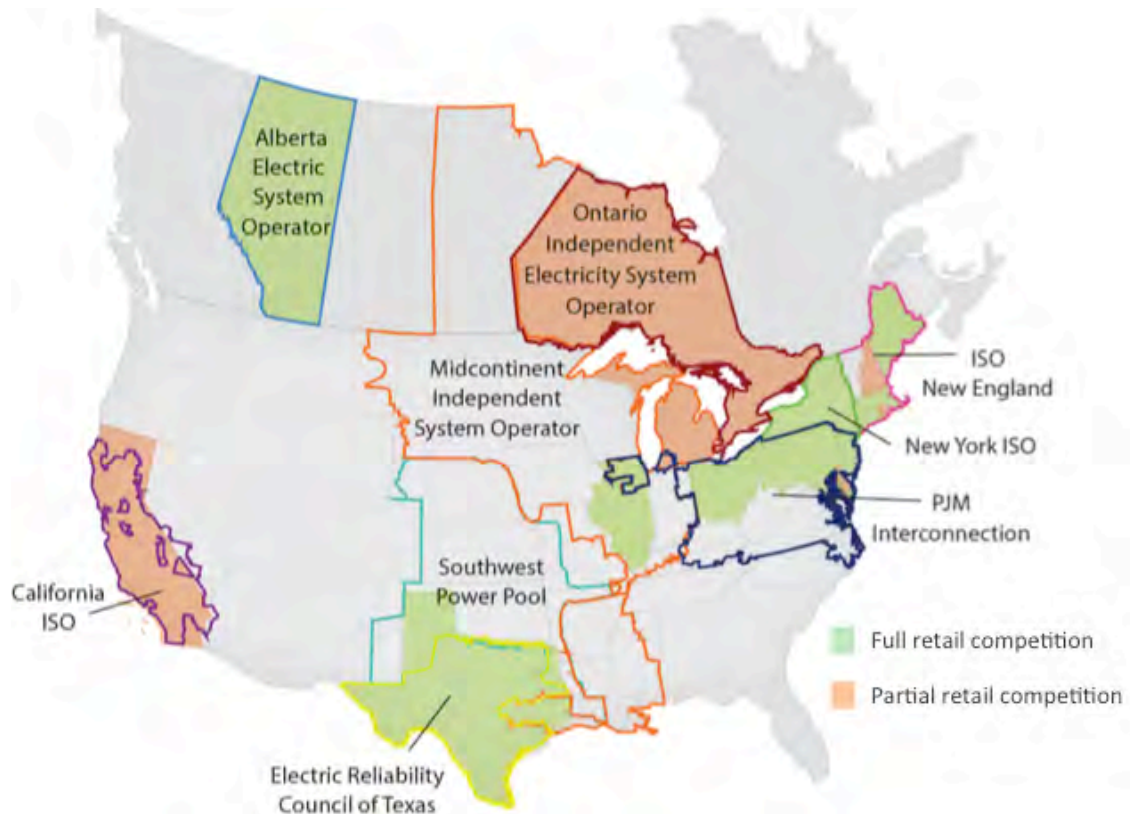 Alberta
Electric
System
Operator
Ontario
Independent
Electricity System
Operator
Midcontinent
Independent
System Operator
ISO
New England
New York ISO
PJM
Interconnection
Southwest
Power Pool
California
ISO
Full retail competition
Partial retail competition
Electric Reliability
Council of Texas